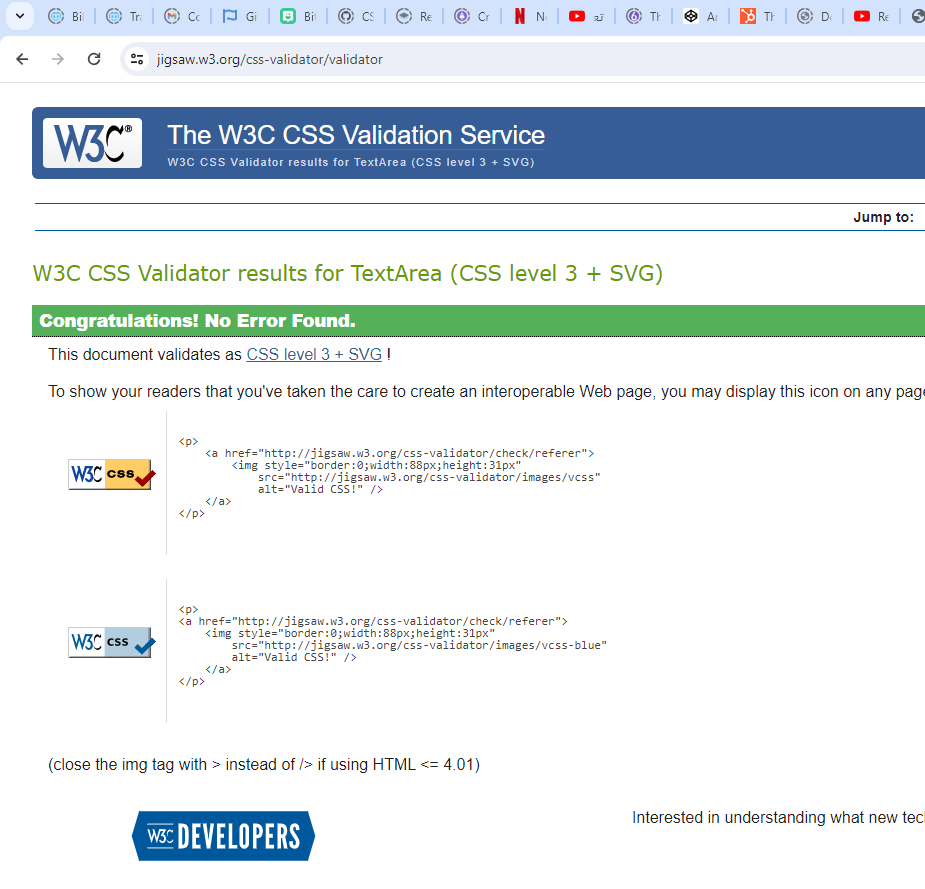 Bi
Tr
Co
Gi
Bi
CS
Re
Cr
N
Th
Ar
Th
D
Re
jigsaw.w3.org/css-validator/validator
W3C®
The W3C CSS Validation Service
W3C CSS Validator results for TextArea (CSS level 3 + SVG)
Jump to:
W3C CSS Validator results for TextArea (CSS level 3 + SVG)
Congratulations! No Error Found.
This document validates as CSS level 3 + SVG !
To show your readers that you've taken the care to create an interoperable Web page, you may display this icon on any page
W3C css
<p>
<a href="http://jigsaw.w3.org/css-validator/check/referer">
<img style="border:0;width:88px;height:31px"
src="http://jigsaw.w3.org/css-validator/images/vcss"
alt="Valid CSS!" />
</a>
</p>
W3C css
<p>
<a href="http://jigsaw.w3.org/css-validator/check/referer">
<img style="border:0;width:88px;height:31px"
src="http://jigsaw.w3.org/css-validator/images/vcss-blue"
alt="Valid CSS!" />
</a>
</p>
(close the img tag with > instead of /> if using HTML <= 4.01)
W3C DEVELOPERS
Interested in understanding what new tec